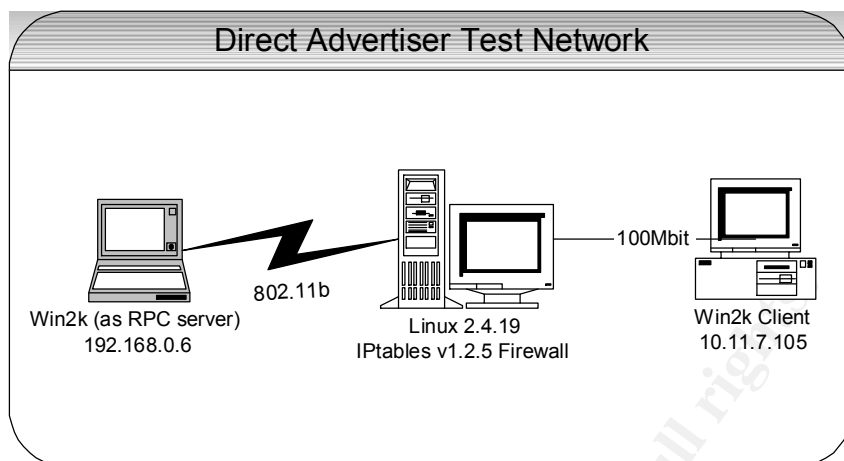 Direct Advertiser Test Network
802.11b
100Mbit
Win2k (as RPC server)
192.168.0.6
Linux 2.4.19
IPtables v1.2.5 Firewall
Win2k Client
10.11.7.105